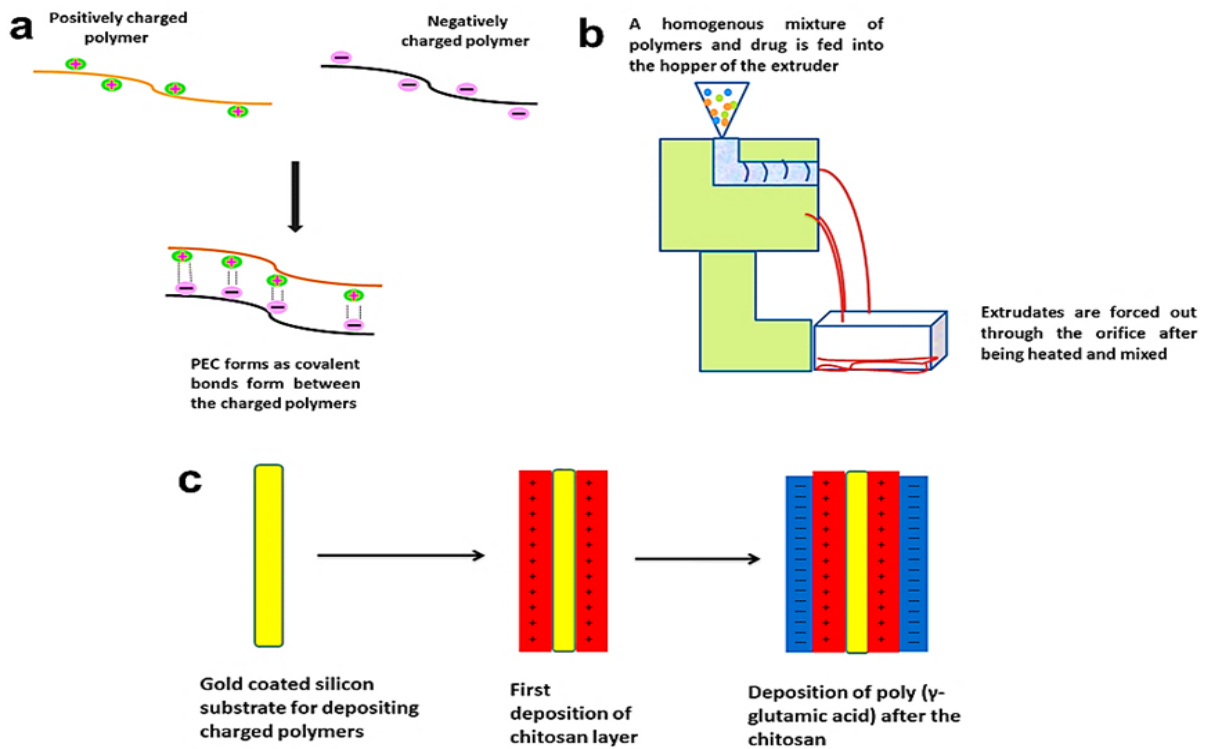 a
Positively charged
polymer
Negatively
charged polymer
+ + + +
− − − −
+ + + +
− − − −
PEC forms as covalent
bonds form between
the charged polymers
b
A homogenous mixture of
polymers and drug is fed into
the hopper of the extruder
Extrudates are forced out
through the orifice after
being heated and mixed
c
Gold coated silicon
substrate for depositing
charged polymers
First
deposition of
chitosan layer
Deposition of poly (γ-
glutamic acid) after the
chitosan